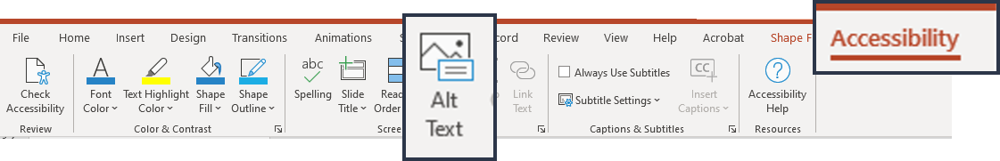 File Home Insert Design Transitions Animations S ord Review View Help Acrobat Shape F Accessibility
Check Accessibility
Font Color
Text Highlight Color
Shape Fill
Shape Outline
abc
Spelling
Slide Title
Read
Order
Alt Text
Link Text
Always Use Subtitles
Subtitle Settings
CC
Insert Captions
?
Accessibility Help
Review
Color & Contrast
Scree
Captions & Subtitles
Resources